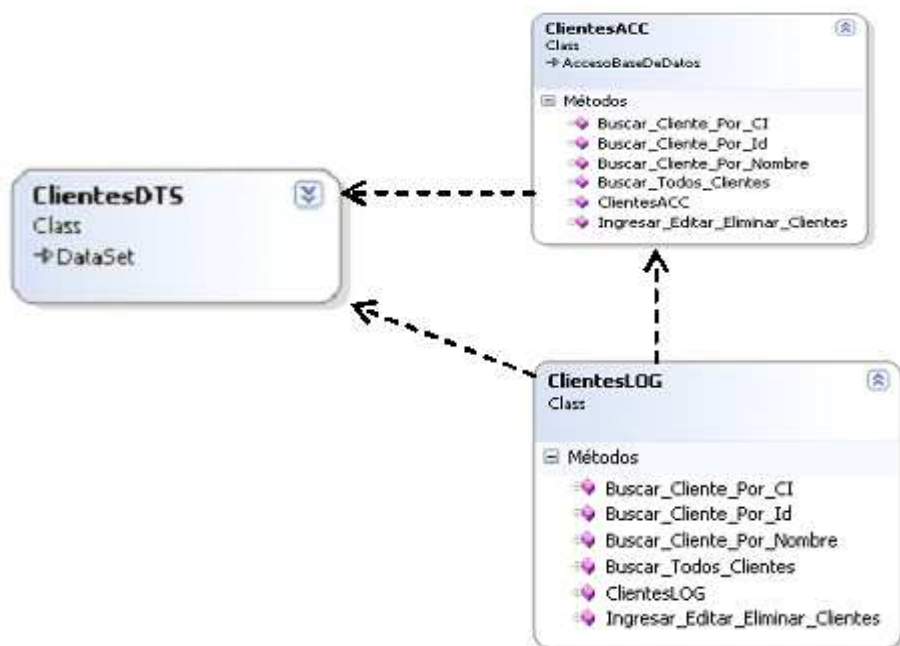 ClientesACC
Class
AccesoBaseDeDatos
Métodos
Buscar_Cliente_Por_CI
Buscar_Cliente_Por_Id
Buscar_Cliente_Por_Nombre
Buscar_Todos_Clientes
ClientesACC
Ingresar_Editar_Eliminar_Clientes
ClientesDTS
Class
DataSet
ClientesLOG
Class
Métodos
Buscar_Cliente_Por_CI
Buscar_Cliente_Por_Id
Buscar_Cliente_Por_Nombre
Buscar_Todos_Clientes
ClientesLOG
Ingresar_Editar_Eliminar_Clientes